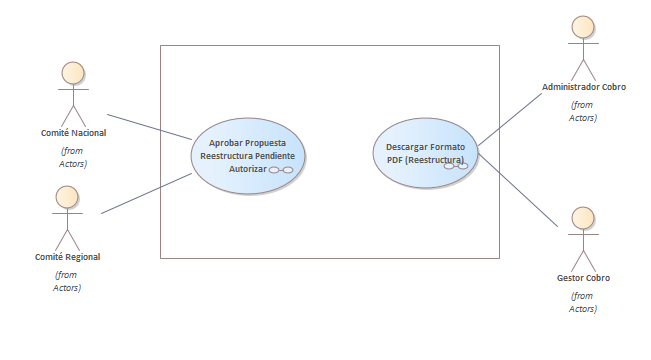 Comité Nacional
(from
Actors)
Comité Regional
(from
Actors)
Aprobar Propuesta
Reestructura Pendiente
Autorizar
Descargar Formato
PDF (Reestructura)
Administrador Cobro
(from
Actors)
Gestor Cobro
(from
Actors)